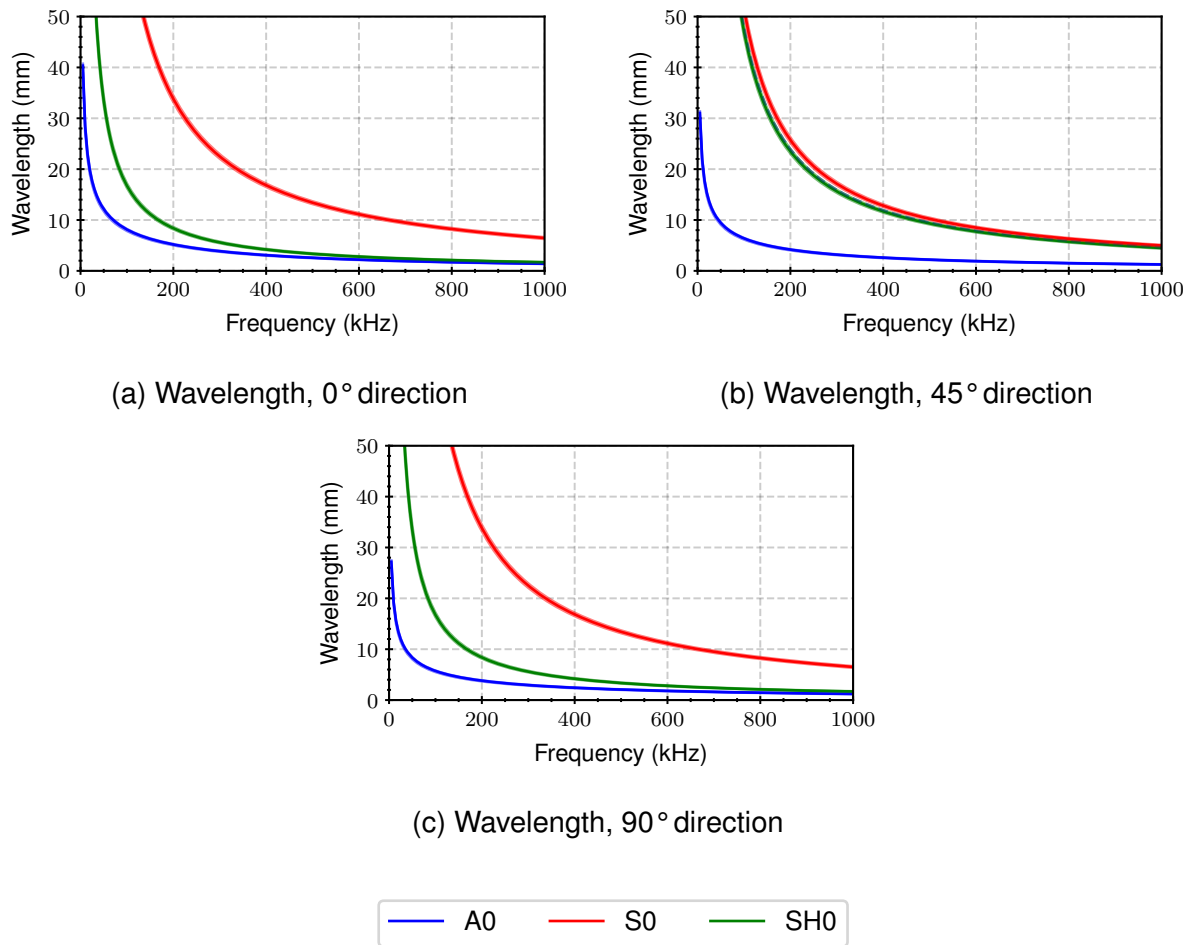 50
40
30
20
10
0
Wavelength (mm)
0 200 400 600 800 1000
Frequency (kHz)
(a) Wavelength, 0° direction
50
40
30
20
10
0
Wavelength (mm)
0 200 400 600 800 1000
Frequency (kHz)
(b) Wavelength, 45° direction
50
40
30
20
10
0
Wavelength (mm)
0 200 400 600 800 1000
Frequency (kHz)
(c) Wavelength, 90° direction
A0 S0 SH0